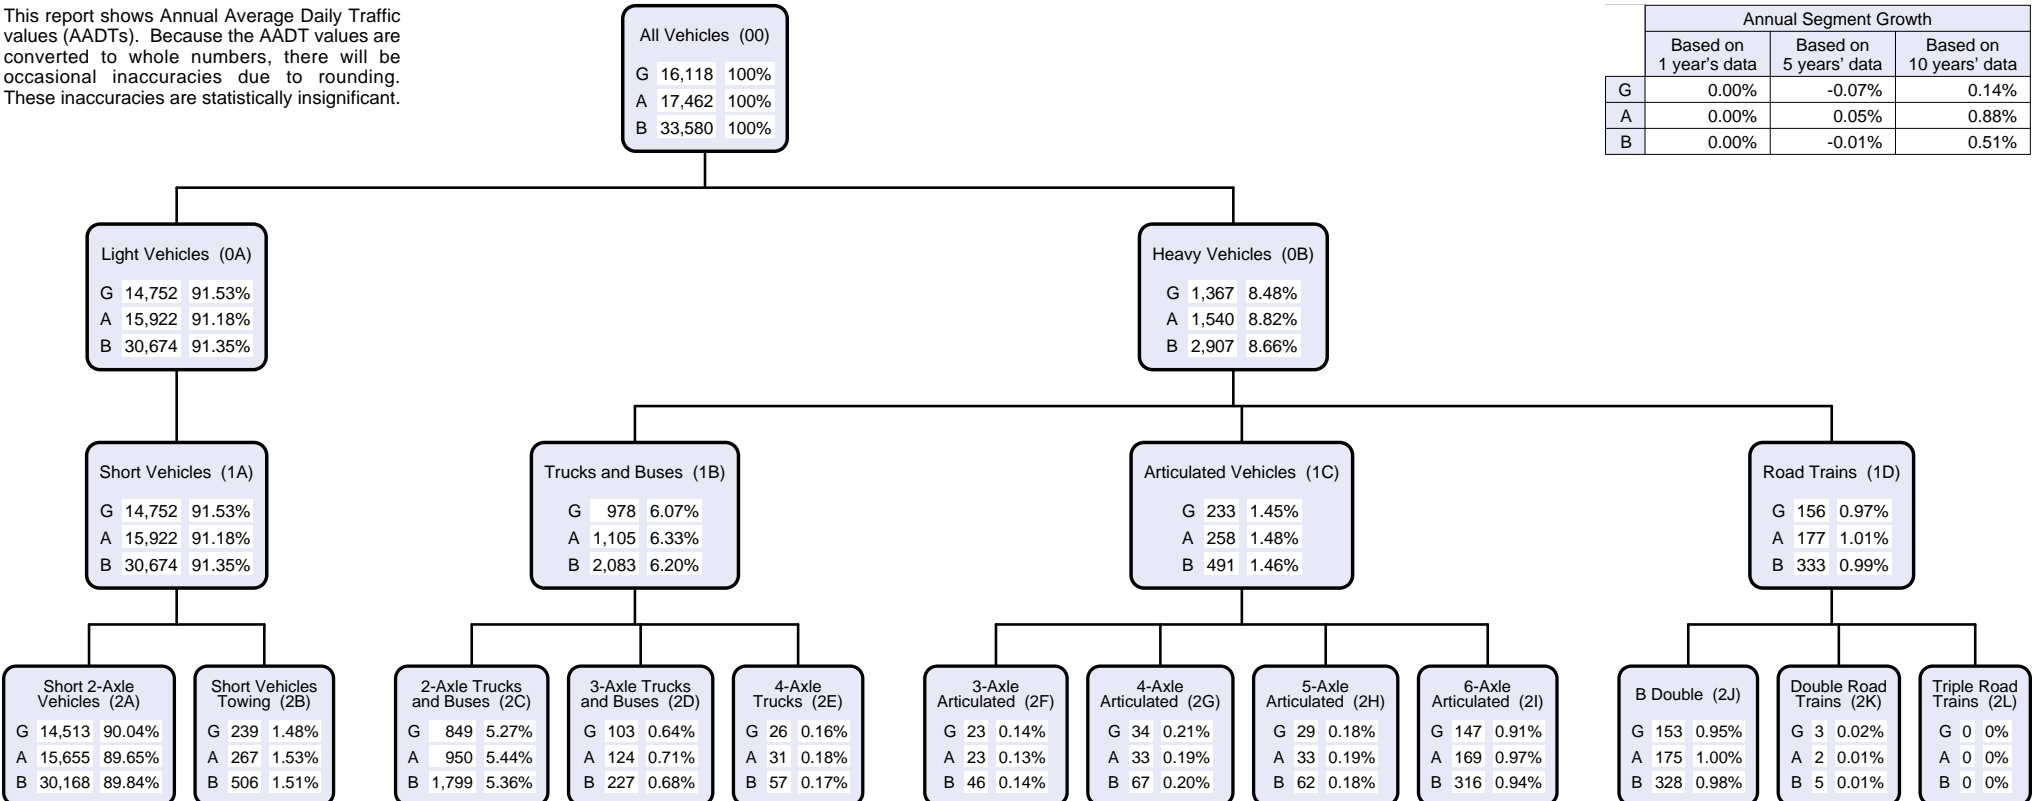 This report shows Annual Average Daily Traffic
values (AADTs). Because the AADT values are
converted to whole numbers, there will be
occasional inaccuracies due to rounding.
These inaccuracies are statistically insignificant.
All Vehicles (00)
G 16,118 100%
A 17,462 100%
B 33,580 100%
Annual Segment Growth
Based on 1 year's data Based on 5 years' data Based on 10 years' data
G 0.00% -0.07% 0.14%
A 0.00% 0.05% 0.88%
B 0.00% -0.01% 0.51%
Light Vehicles (0A)
G 14,752 91.53%
A 15,922 91.18%
B 30,674 91.35%
Heavy Vehicles (0B)
G 1,367 8.48%
A 1,540 8.82%
B 2,907 8.66%
Short Vehicles (1A)
G 14,752 91.53%
A 15,922 91.18%
B 30,674 91.35%
Trucks and Buses (1B)
G 978 6.07%
A 1,105 6.33%
B 2,083 6.20%
Articulated Vehicles (1C)
G 233 1.45%
A 258 1.48%
B 491 1.46%
Road Trains (1D)
G 156 0.97%
A 177 1.01%
B 333 0.99%
Short 2-Axle
Vehicles (2A)
G 14,513 90.04%
A 15,655 89.65%
B 30,168 89.84%
Short Vehicles
Towing (2B)
G 239 1.48%
A 267 1.53%
B 506 1.51%
2-Axle Trucks
and Buses (2C)
G 849 5.27%
A 950 5.44%
B 1,799 5.36%
3-Axle Trucks
and Buses (2D)
G 103 0.64%
A 124 0.71%
B 227 0.68%
4-Axle
Trucks (2E)
G 26 0.16%
A 31 0.18%
B 57 0.17%
3-Axle
Articulated (2F)
G 23 0.14%
A 23 0.13%
B 46 0.14%
4-Axle
Articulated (2G)
G 34 0.21%
A 33 0.19%
B 67 0.20%
5-Axle
Articulated (2H)
G 29 0.18%
A 33 0.19%
B 62 0.18%
6-Axle
Articulated (2I)
G 147 0.91%
A 169 0.97%
B 316 0.94%
B Double (2J)
G 153 0.95%
A 175 1.00%
B 328 0.98%
Double Road
Trains (2K)
G 3 0.02%
A 2 0.01%
B 5 0.01%
Triple Road
Trains (2L)
G 0 0%
A 0 0%
B 0 0%